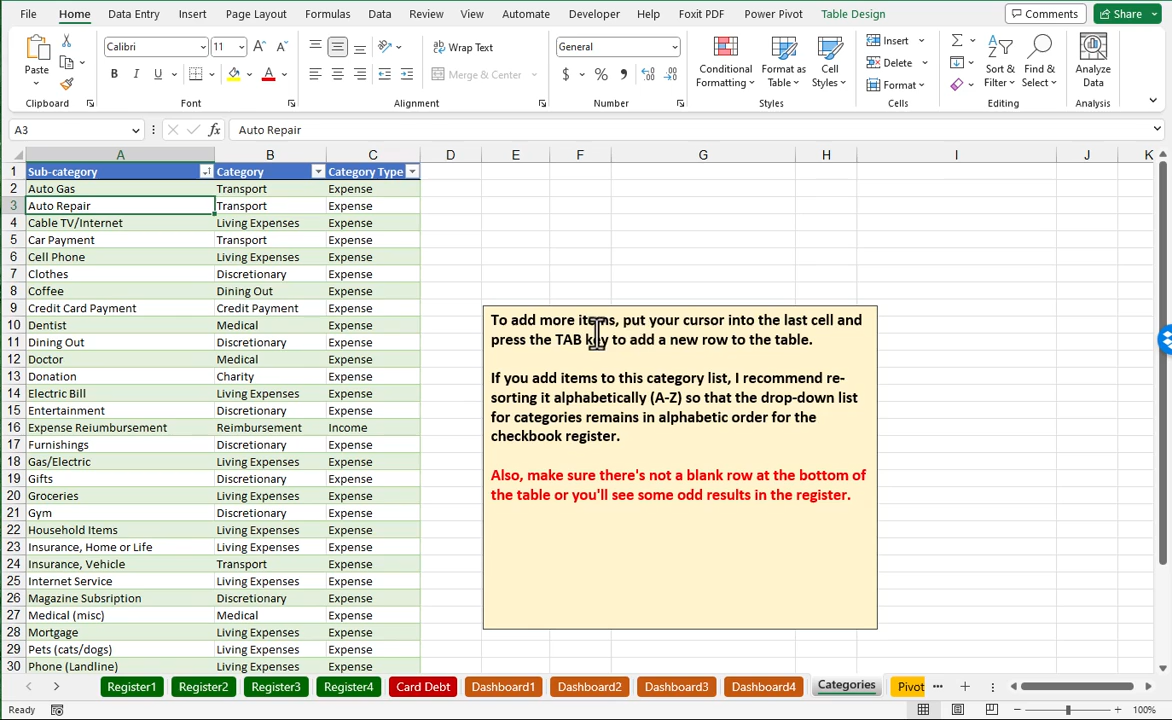 File Home Data Entry Insert Page Layout Formulas Data Review View Automate Developer Help Foxit PDF Power Pivot Table Design Comments Share
Paste Calibri 11 A A Wrap Text General Insert Σ
B I U A Merge & Center $ % 9 Conditional Formatting Format as Table Cell Styles Delete Format Sort & Filter Find & Select Analyze Data
Clipboard Font Alignment Number Styles Cells Editing Analysis
A3 fx Auto Repair
A B C D E F G H I J K
1 Sub-category Category Category Type
2 Auto Gas Transport Expense
3 Auto Repair Transport Expense
4 Cable TV/Internet Living Expenses Expense
5 Car Payment Transport Expense
6 Cell Phone Living Expenses Expense
7 Clothes Discretionary Expense
8 Coffee Dining Out Expense
9 Credit Card Payment Credit Payment Expense
10 Dentist Medical Expense
11 Dining Out Discretionary Expense
12 Doctor Medical Expense
13 Donation Charity Expense
14 Electric Bill Living Expenses Expense
15 Entertainment Discretionary Expense
16 Expense Reiumbursement Reimbursement Income
17 Furnishings Discretionary Expense
18 Gas/Electric Living Expenses Expense
19 Gifts Discretionary Expense
20 Groceries Living Expenses Expense
21 Gym Discretionary Expense
22 Household Items Living Expenses Expense
23 Insurance, Home or Life Living Expenses Expense
24 Insurance, Vehicle Transport Expense
25 Internet Service Living Expenses Expense
26 Magazine Subsription Discretionary Expense
27 Medical (misc) Medical Expense
28 Mortgage Living Expenses Expense
29 Pets (cats/dogs) Living Expenses Expense
30 Phone (Landline) Living Expenses Expense
To add more items, put your cursor into the last cell and
press the TAB key to add a new row to the table.
If you add items to this category list, I recommend re-
sorting it alphabetically (A-Z) so that the drop-down list
for categories remains in alphabetic order for the
checkbook register.
Also, make sure there's not a blank row at the bottom of
the table or you'll see some odd results in the register.
Register1 Register2 Register3 Register4 Card Debt Dashboard1 Dashboard2 Dashboard3 Dashboard4 Categories Pivot
Ready 100%